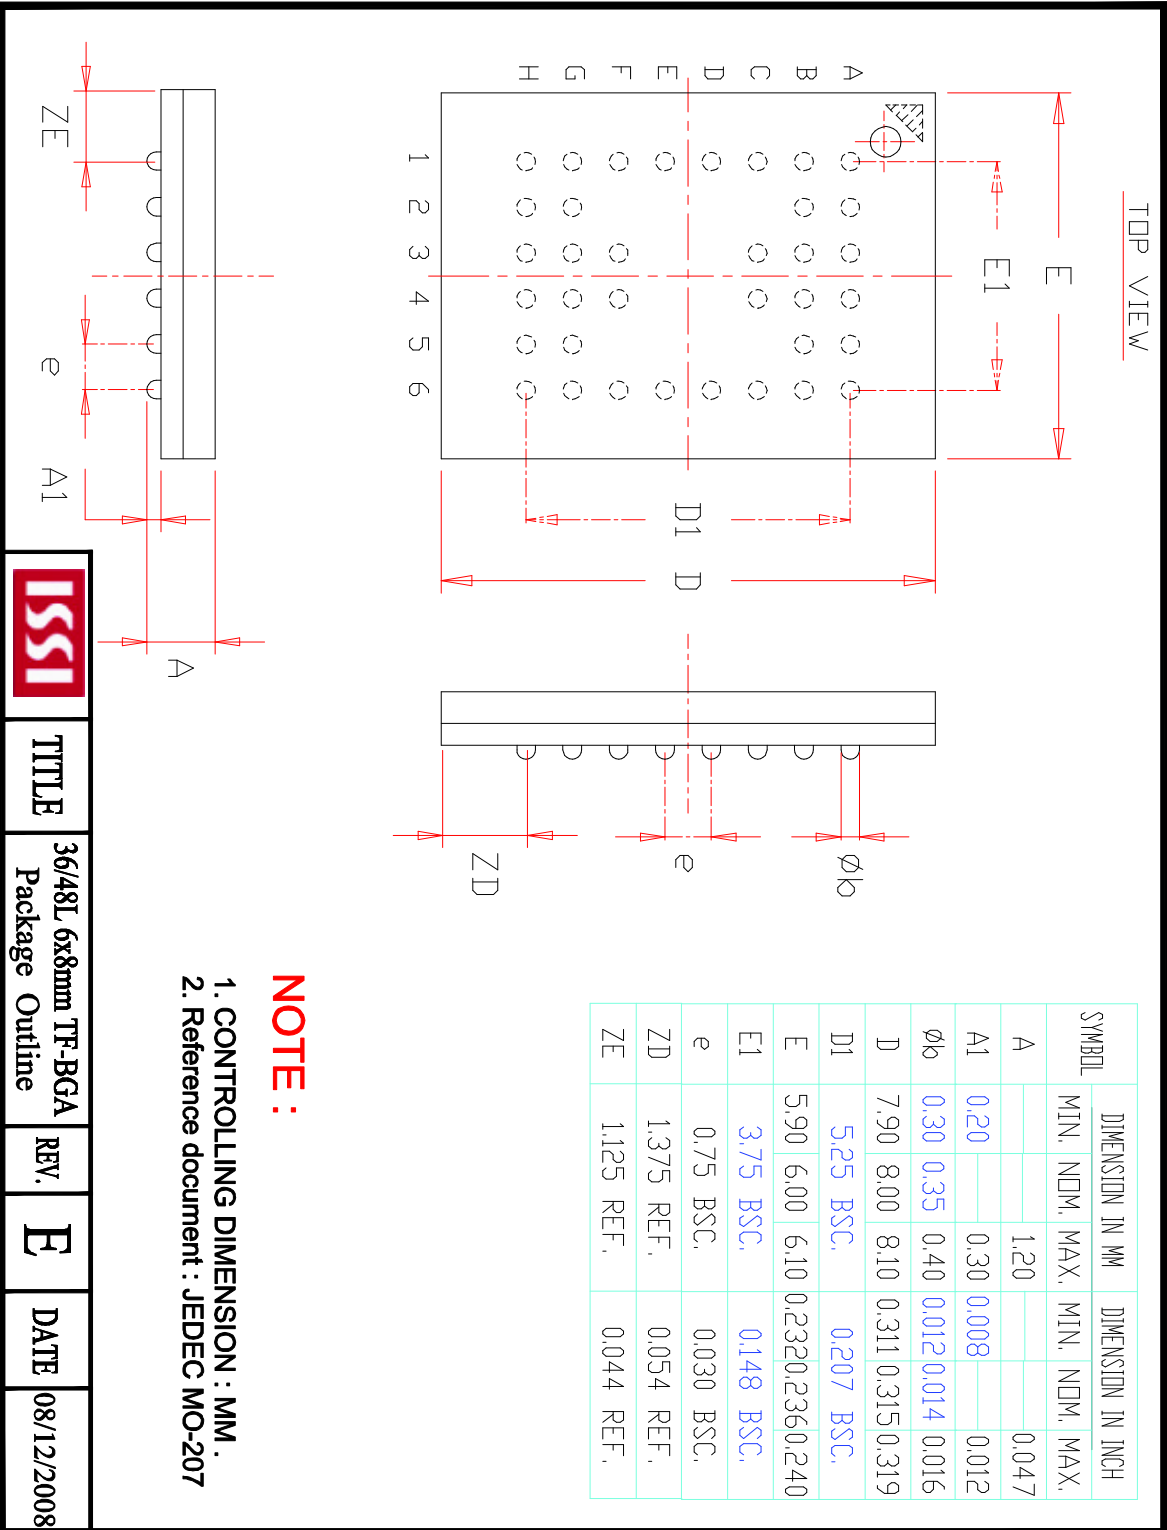 TOP VIEW
E
E1
A
B
C
D
E
F
G
H
1
2
3
4
5
6
D1
D
ZE
e
A1
A
Øb
e
ZD
SYMBOL DIMENSION IN MM DIMENSION IN INCH
MIN. NOM. MAX. MIN. NOM. MAX.
A 1.20 0.047
A1 0.20 0.30 0.008 0.012
Øb 0.30 0.35 0.40 0.012 0.014 0.016
D 7.90 8.00 8.10 0.311 0.315 0.319
D1 5.25 BSC. 0.207 BSC.
E 5.90 6.00 6.10 0.232 0.236 0.240
E1 3.75 BSC. 0.148 BSC.
e 0.75 BSC. 0.030 BSC.
ZD 1.375 REF. 0.054 REF.
ZE 1.125 REF. 0.044 REF.
NOTE :
1. CONTROLLING DIMENSION : MM .
2. Reference document : JEDEC MO-207
ISSI
TITLE
36/48L 6x8mm TF-BGA
Package Outline
REV.
E
DATE
08/12/2008